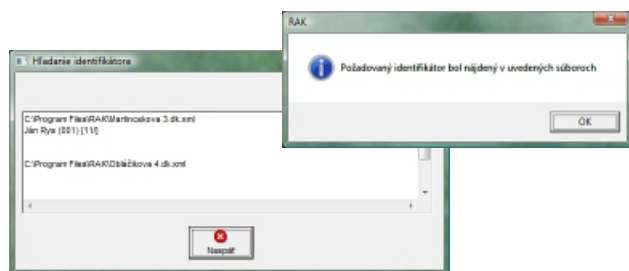 RAK
Požadovaný identifikátor bol nájdený v uvedených súboroch
OK
Hľadanie identifikátora
C:\Program Files\RAK\Martincekova 3.dk.xml
Ján Rys (001) [11/]
C:\Program Files\RAK\Obláčikova 4.dk.xml
Naspäť